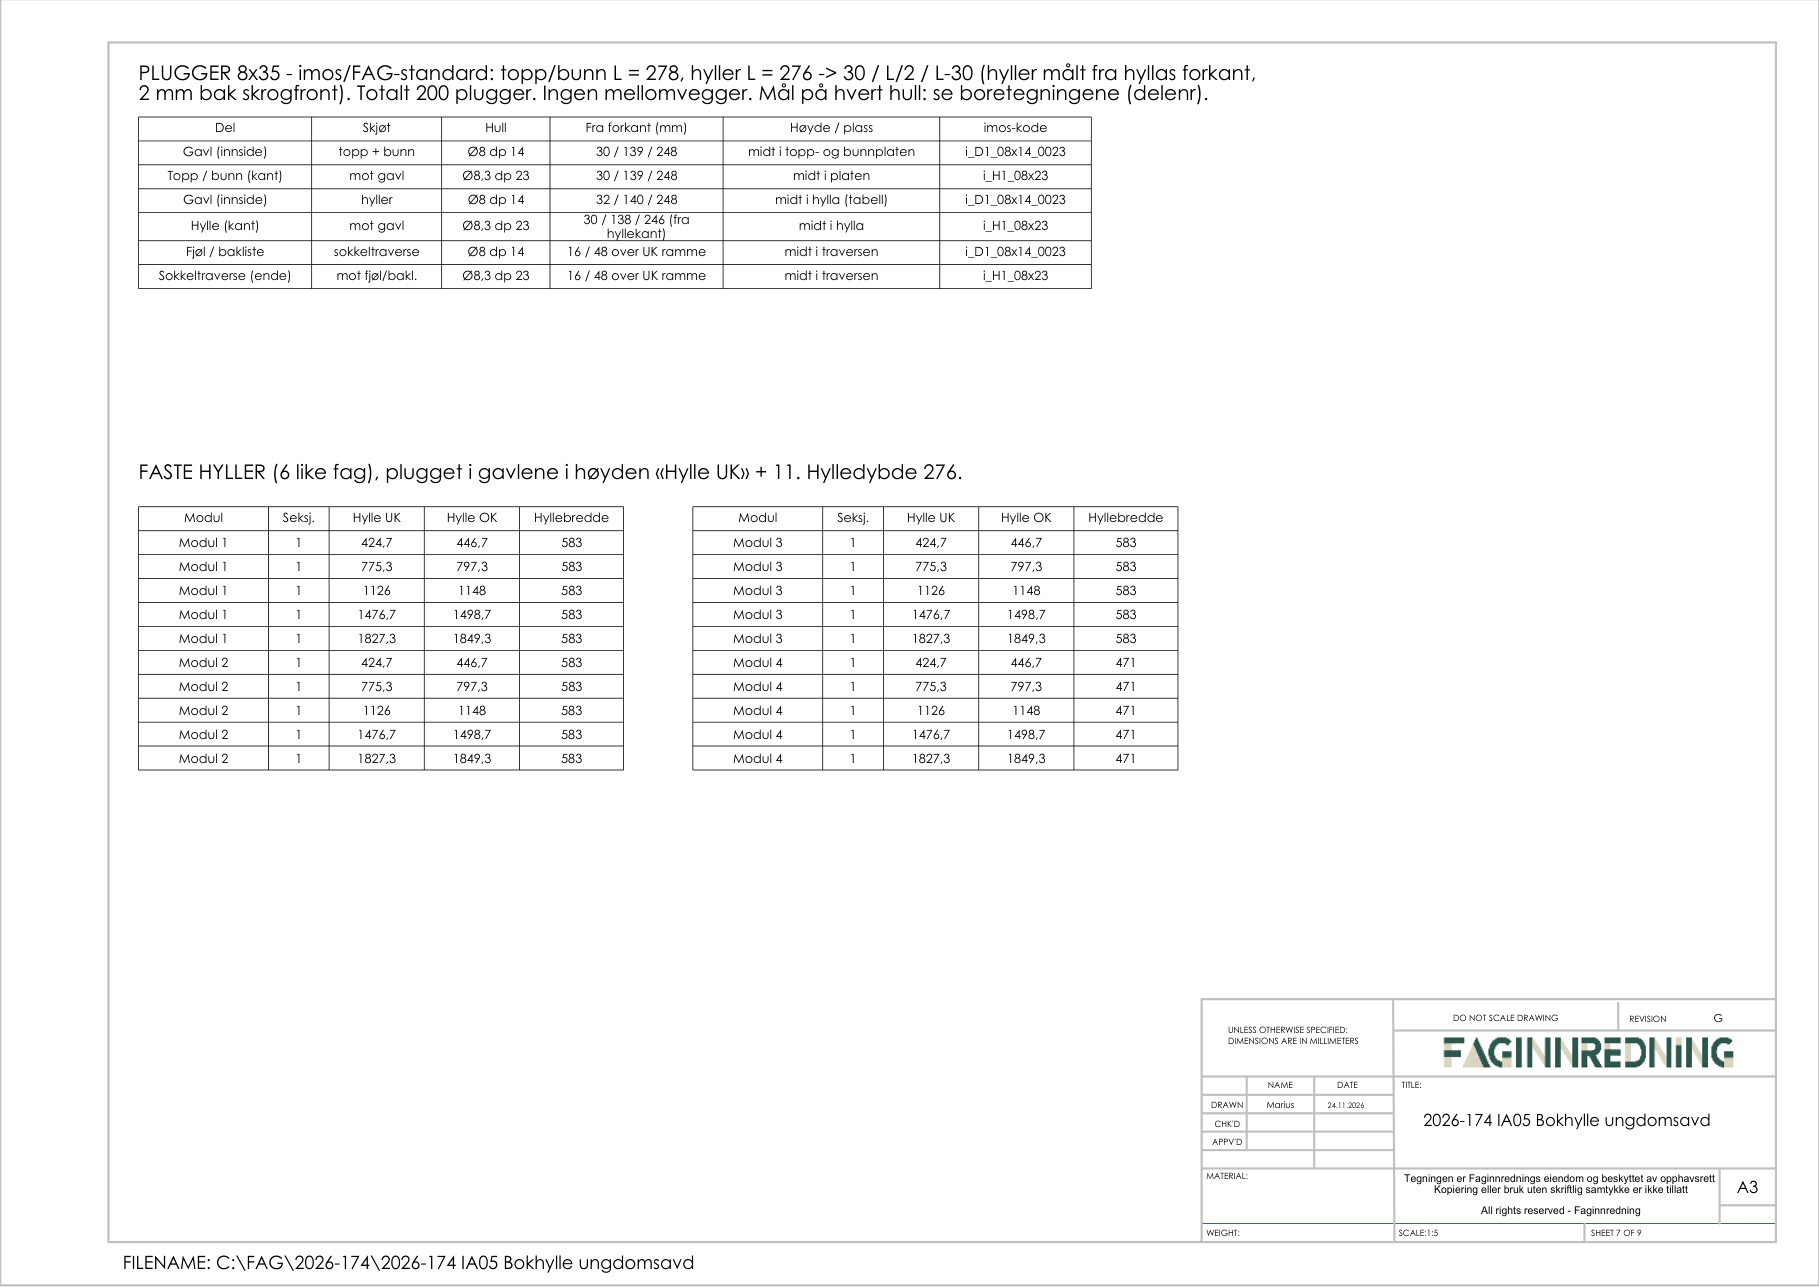 PLUGGER 8x35 - imos/FAG-standard: topp/bunn L = 278, hyller L = 276 -> 30 / L/2 / L-30 (hyller målt fra hyllas forkant,
2 mm bak skrogfront). Totalt 200 plugger. Ingen mellomvegger. Mål på hvert hull: se boretegningene (delenr).
Del Skjøt Hull Fra forkant (mm) Høyde / plass imos-kode
Gavl (innside) topp + bunn Ø8 dp 14 30 / 139 / 248 midt i topp- og bunnplaten i_D1_08x14_0023
Topp / bunn (kant) mot gavl Ø8,3 dp 23 30 / 139 / 248 midt i platen i_H1_08x23
Gavl (innside) hyller Ø8 dp 14 32 / 140 / 248 midt i hylla (tabell) i_D1_08x14_0023
Hylle (kant) mot gavl Ø8,3 dp 23 30 / 138 / 246 (fra hyllekant) midt i hylla i_H1_08x23
Fjøl / bakliste sokkeltraverse Ø8 dp 14 16 / 48 over UK ramme midt i traversen i_D1_08x14_0023
Sokkeltraverse (ende) mot fjøl/bakl. Ø8,3 dp 23 16 / 48 over UK ramme midt i traversen i_H1_08x23
FASTE HYLLER (6 like fag), plugget i gavlene i høyden «Hylle UK» + 11. Hylledybde 276.
Modul Seksj. Hylle UK Hylle OK Hyllebredde
Modul 1 1 424,7 446,7 583
Modul 1 1 775,3 797,3 583
Modul 1 1 1126 1148 583
Modul 1 1 1476,7 1498,7 583
Modul 1 1 1827,3 1849,3 583
Modul 2 1 424,7 446,7 583
Modul 2 1 775,3 797,3 583
Modul 2 1 1126 1148 583
Modul 2 1 1476,7 1498,7 583
Modul 2 1 1827,3 1849,3 583
Modul Seksj. Hylle UK Hylle OK Hyllebredde
Modul 3 1 424,7 446,7 583
Modul 3 1 775,3 797,3 583
Modul 3 1 1126 1148 583
Modul 3 1 1476,7 1498,7 583
Modul 3 1 1827,3 1849,3 583
Modul 4 1 424,7 446,7 471
Modul 4 1 775,3 797,3 471
Modul 4 1 1126 1148 471
Modul 4 1 1476,7 1498,7 471
Modul 4 1 1827,3 1849,3 471
UNLESS OTHERWISE SPECIFIED:
DIMENSIONS ARE IN MILLIMETERS
DO NOT SCALE DRAWING
REVISION G
FAGINNREDNING
NAME DATE
DRAWN Marius 24.11.2026
CHK'D
APPV'D
TITLE:
2026-174 IA05 Bokhylle ungdomsavd
MATERIAL:
Tegningen er Faginnrednings eiendom og beskyttet av opphavsrett
Kopiering eller bruk uten skriftlig samtykke er ikke tillatt
All rights reserved - Faginnredning
A3
WEIGHT:
SCALE:1:5
SHEET 7 OF 9
FILENAME: C:\FAG\2026-174\2026-174 IA05 Bokhylle ungdomsavd